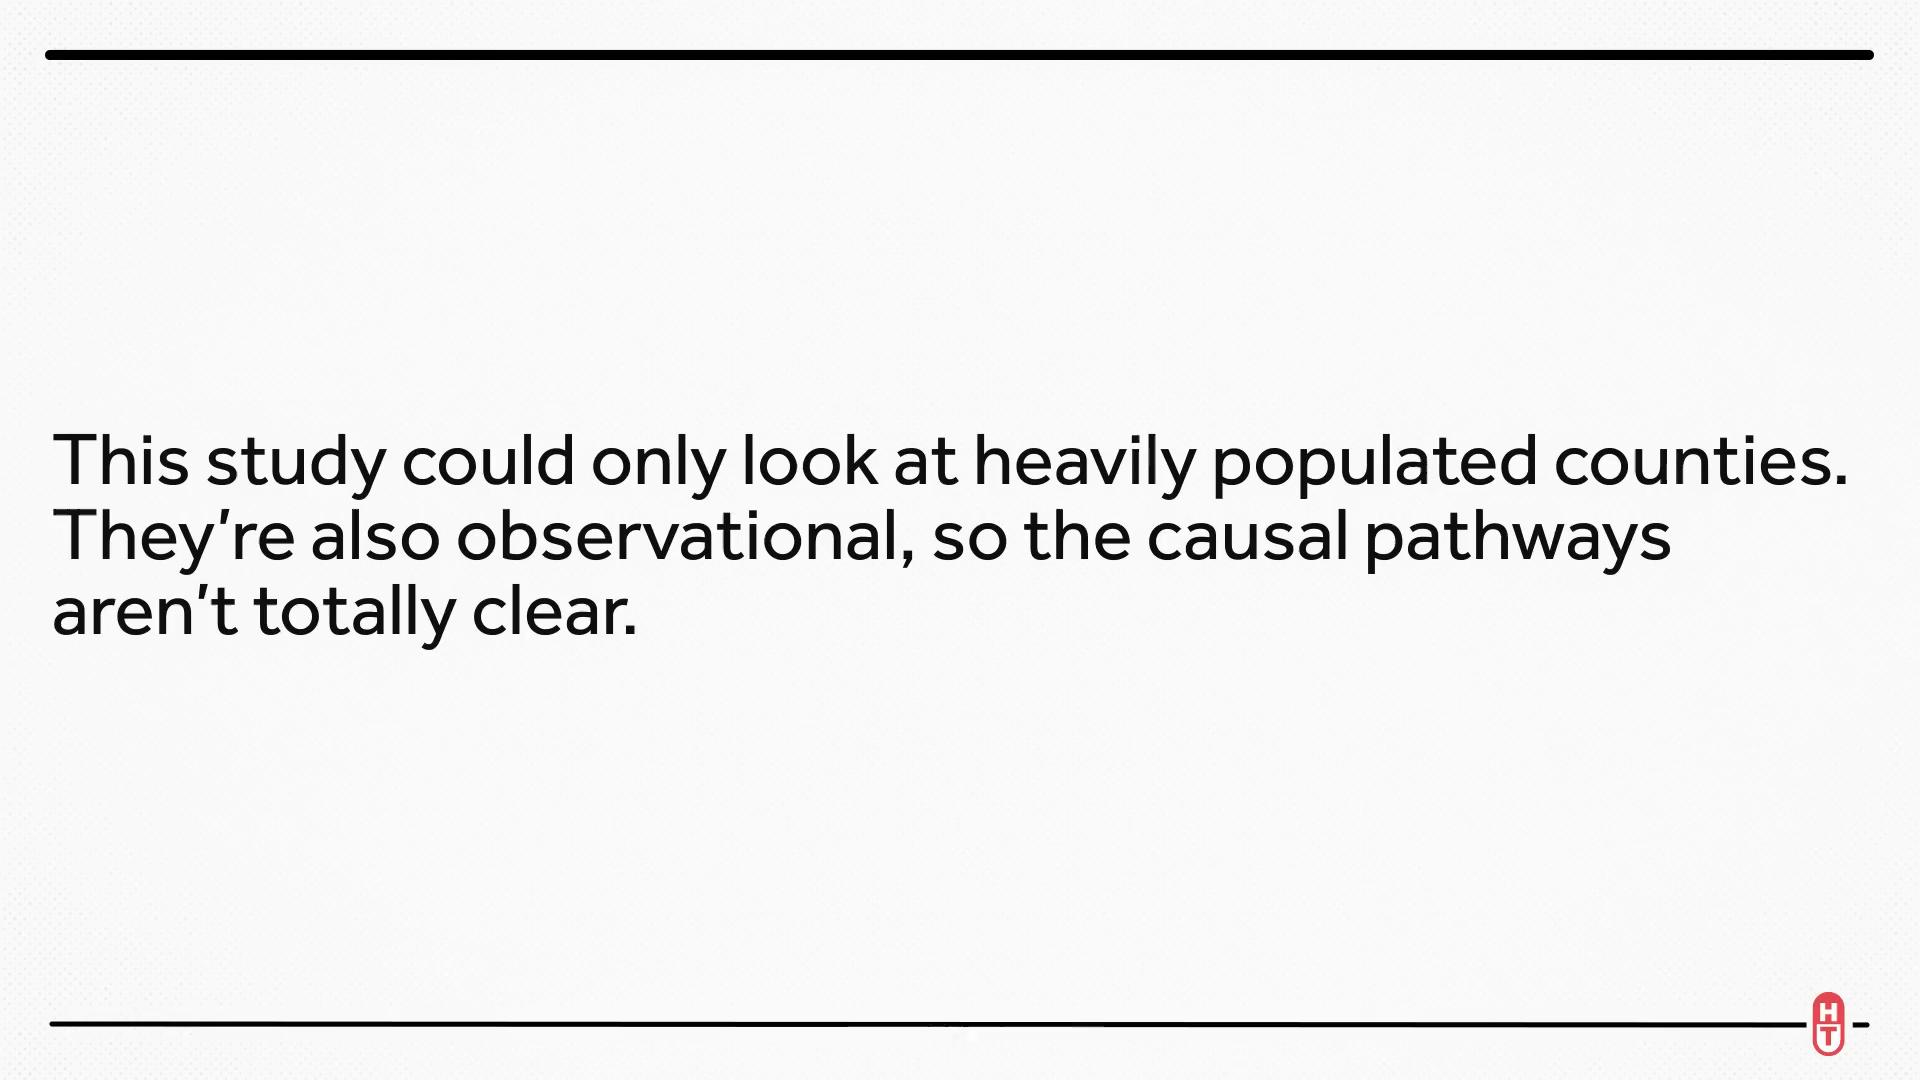 This study could only look at heavily populated counties.
They’re also observational, so the causal pathways
aren’t totally clear.
H
T